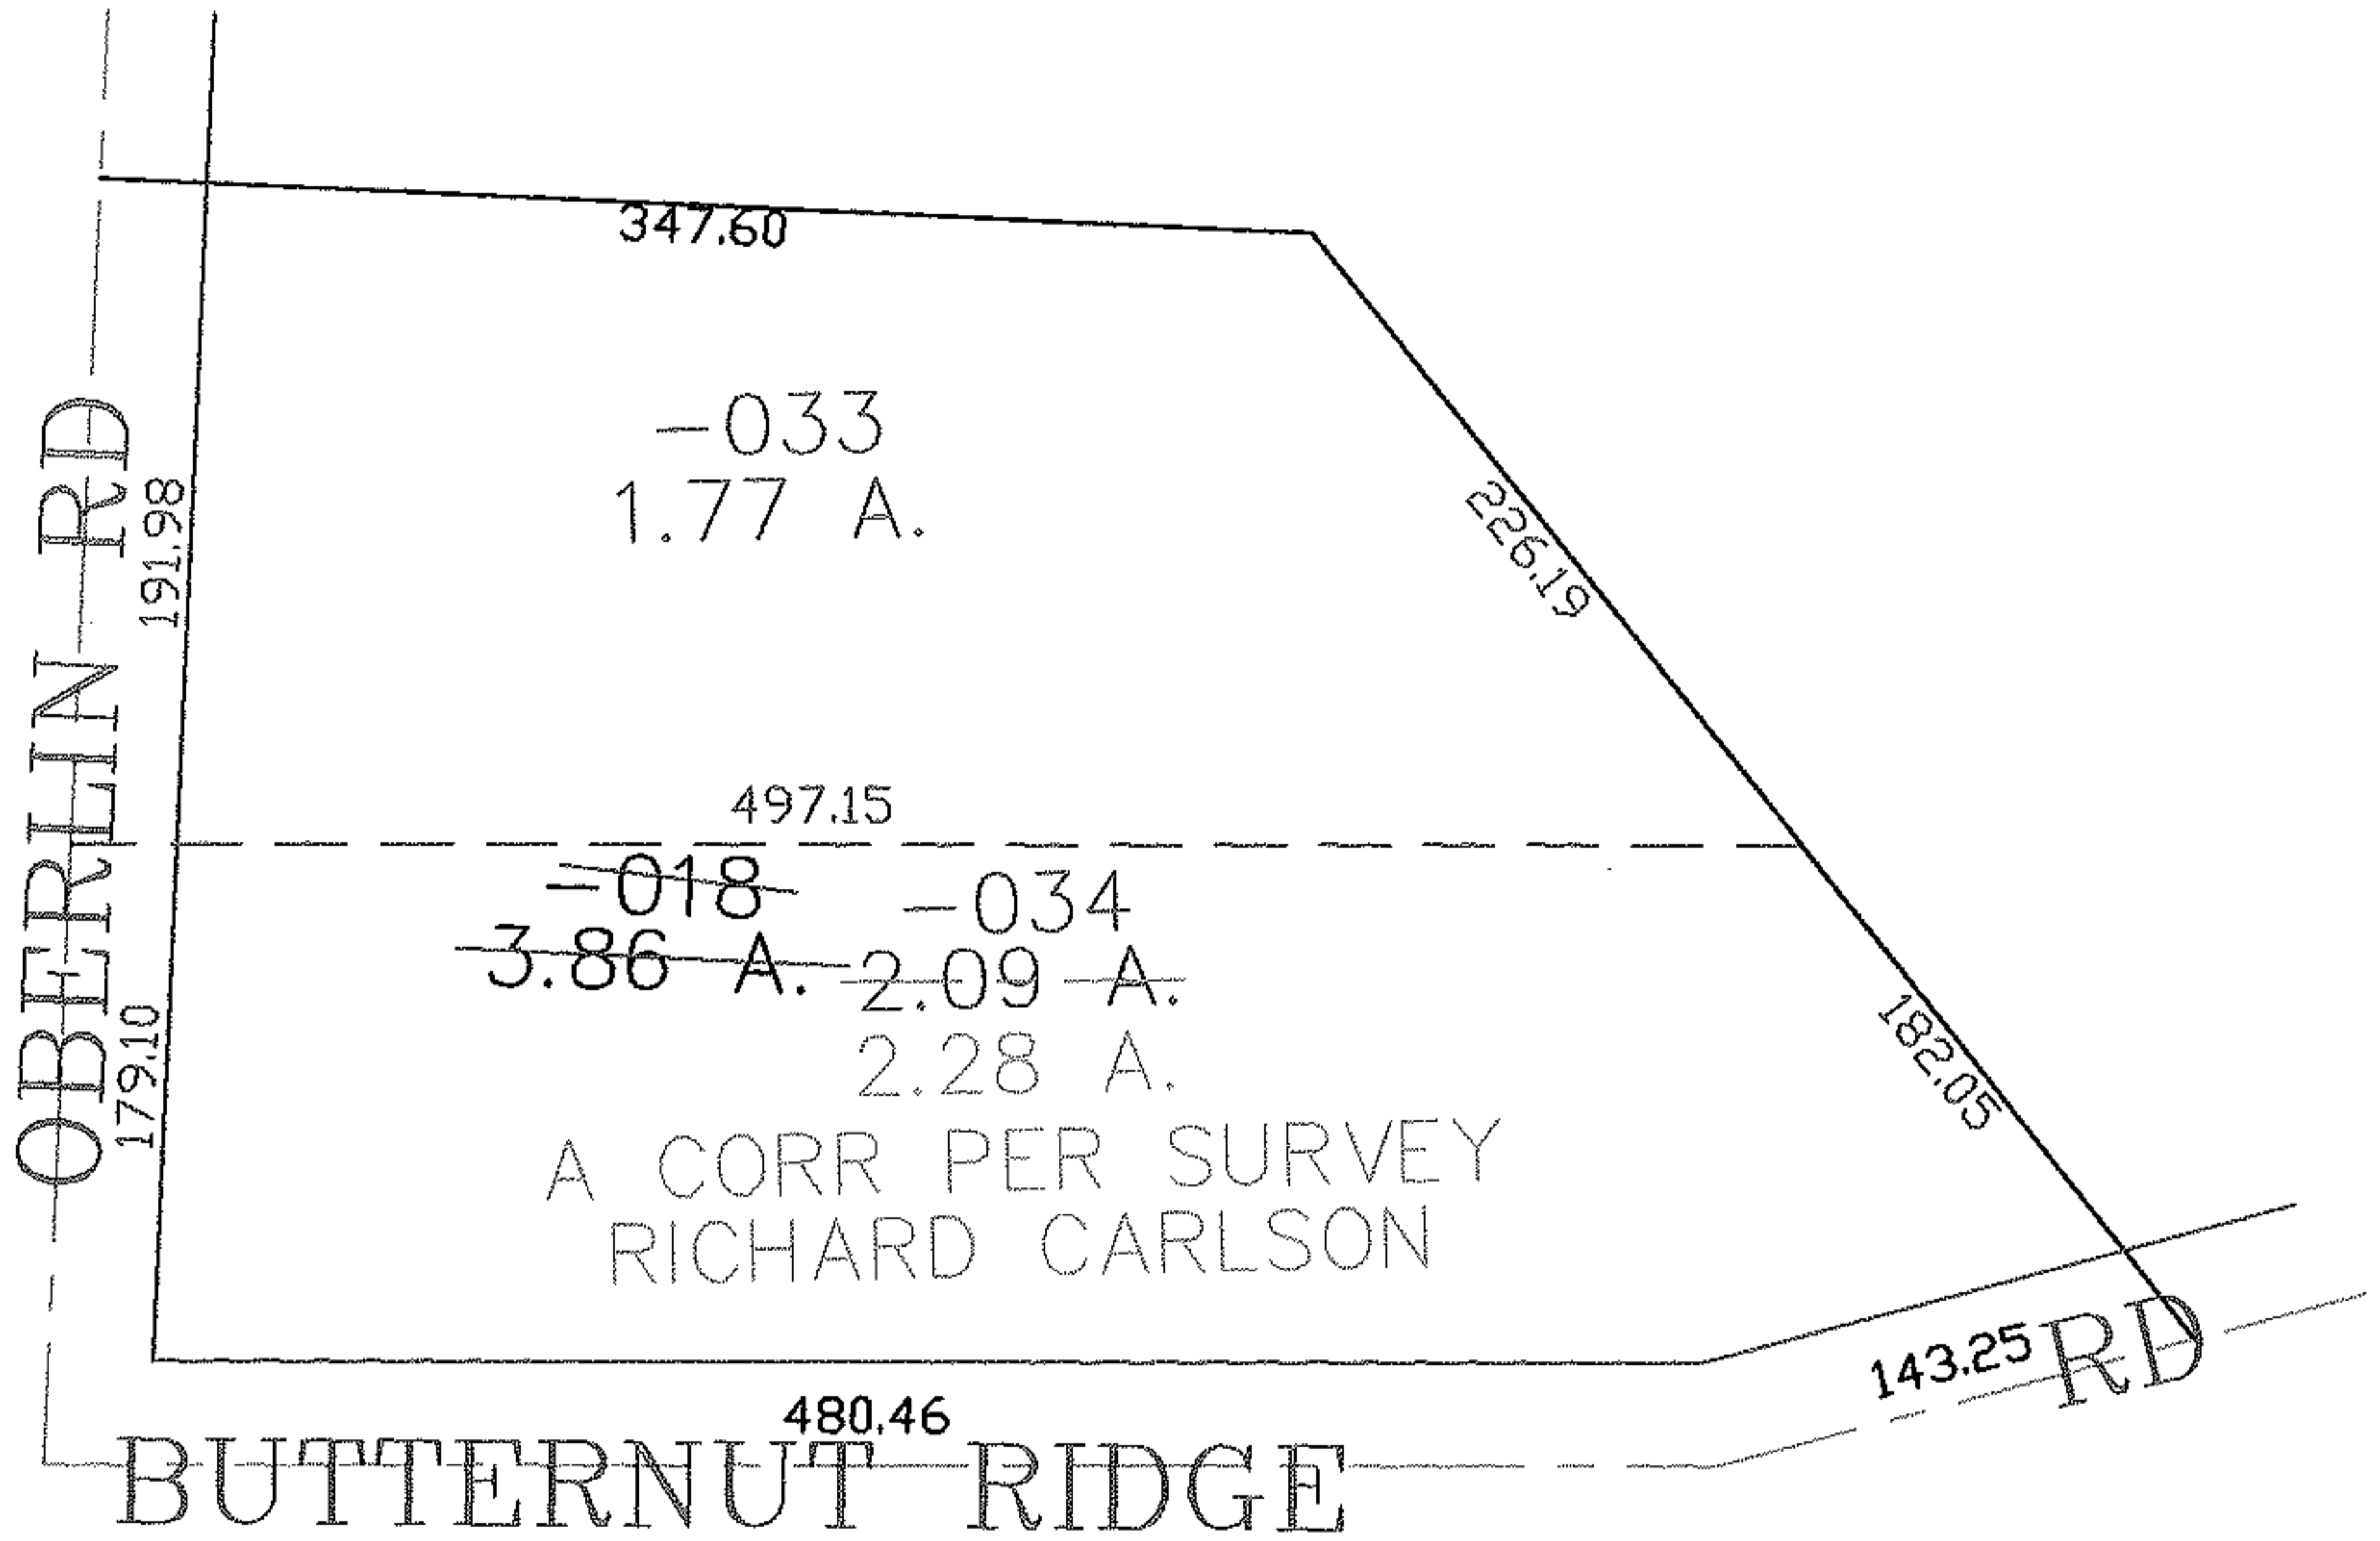 347.60
-033
1.77 A.
OBERLIN RD
191.98
226.19
497.15
-018
3.86 A.
-034
2.09 A.
2.28 A.
179.10
182.05
A CORR PER SURVEY
RICHARD CARLSON
143.25
480.46
BUTTERNUT RIDGE RD